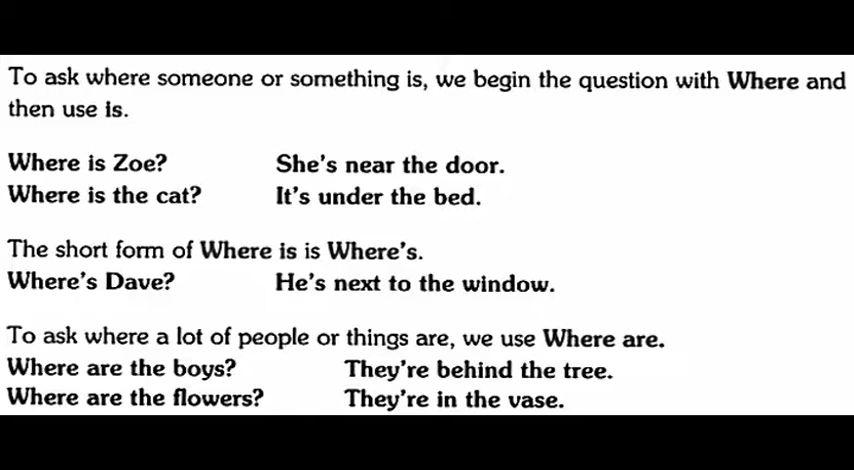 To ask where someone or something is, we begin the question with Where and
then use is.
Where is Zoe? She's near the door.
Where is the cat? It's under the bed.
The short form of Where is is Where's.
Where's Dave? He's next to the window.
To ask where a lot of people or things are, we use Where are.
Where are the boys? They're behind the tree.
Where are the flowers? They're in the vase.